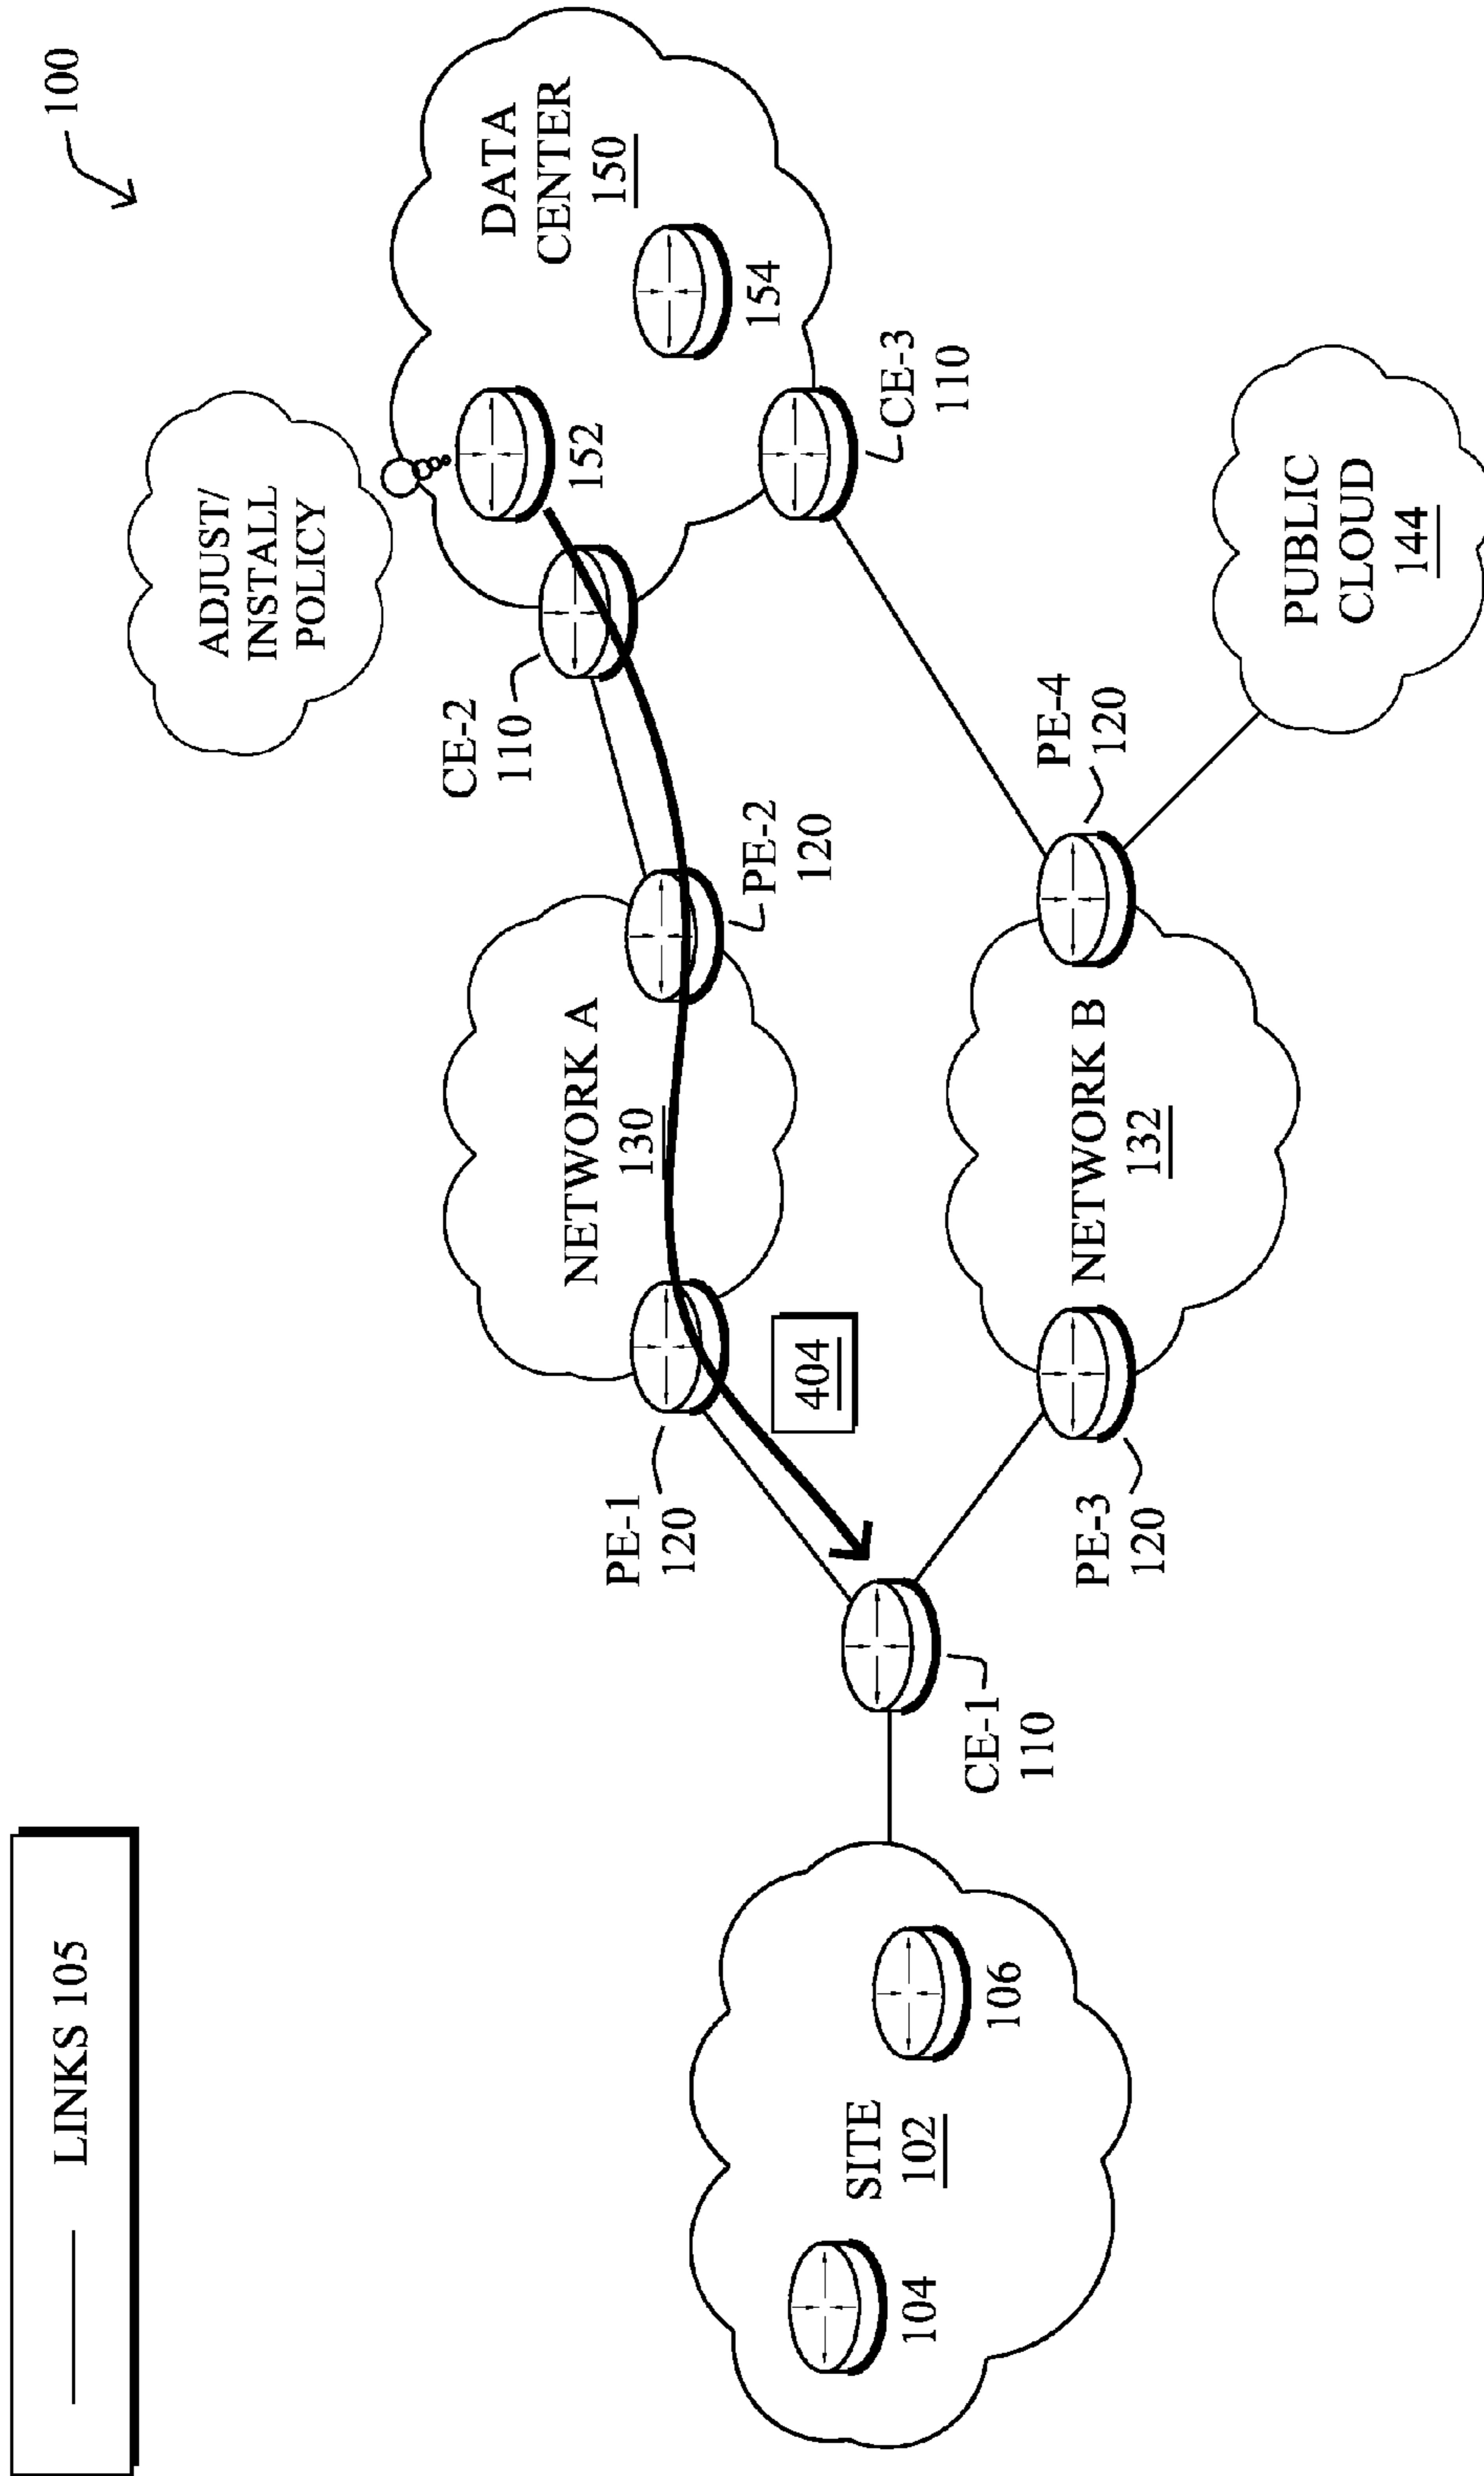 LINKS 105
100
ADJUST/
INSTALL
POLICY
DATA
CENTER
150
152
154
CE-2
110
CE-3
110
NETWORK A
130
PE-1
120
PE-2
120
404
SITE
102
104
106
CE-1
110
NETWORK B
132
PE-3
120
PE-4
120
PUBLIC
CLOUD
144